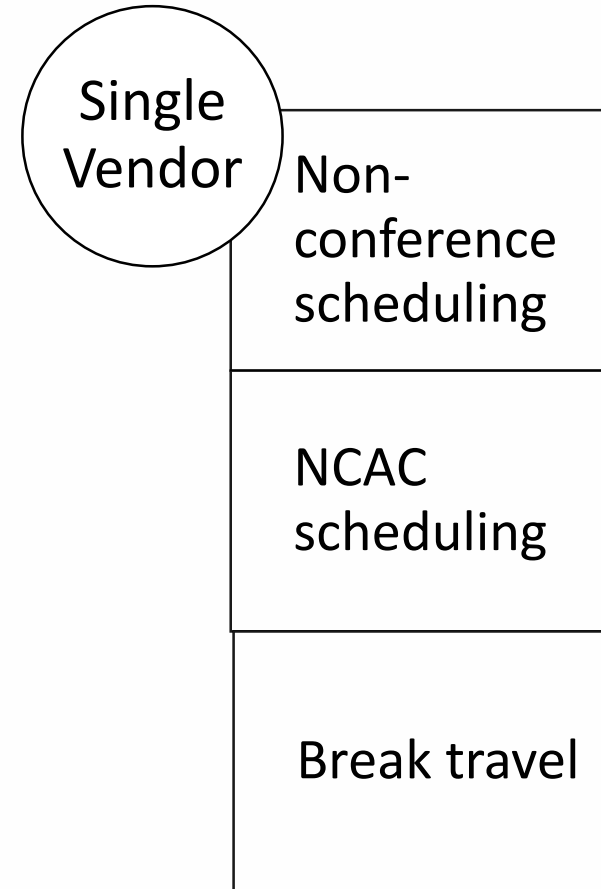 Single
Vendor
Non-
conference
scheduling
NCAC
scheduling
Break travel